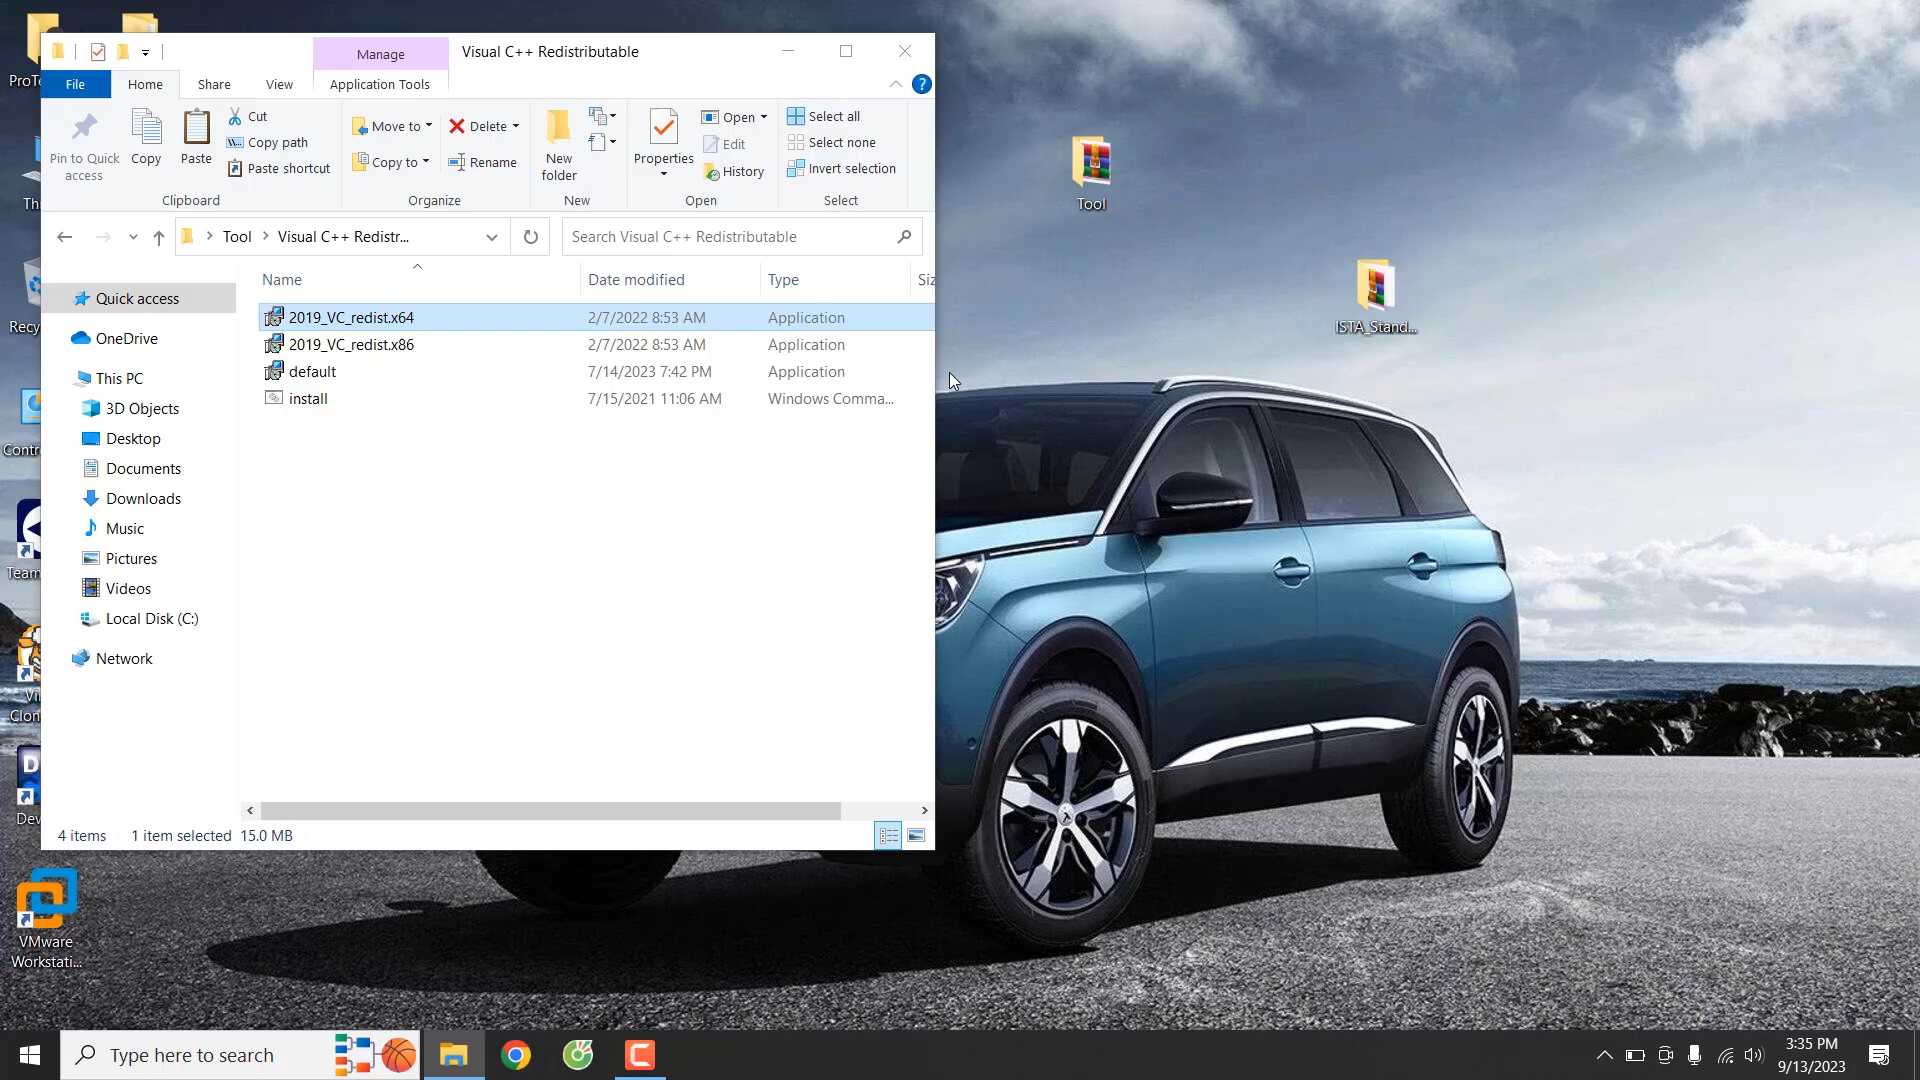 Manage
Visual C++ Redistributable
File
Home
Share
View
Application Tools
Pin to Quick
access
Copy
Paste
Cut
Copy path
Paste shortcut
Clipboard
Move to
Copy to
Delete
Rename
Organize
New
folder
New
Properties
Open
Edit
History
Open
Select all
Select none
Invert selection
Select
Tool
Visual C++ Redistr...
Search Visual C++ Redistributable
Name
Date modified
Type
Siz
2019_VC_redist.x64
2/7/2022 8:53 AM
Application
2019_VC_redist.x86
2/7/2022 8:53 AM
Application
default
7/14/2023 7:42 PM
Application
install
7/15/2021 11:06 AM
Windows Comma...
Quick access
OneDrive
This PC
3D Objects
Desktop
Documents
Downloads
Music
Pictures
Videos
Local Disk (C:)
Network
4 items
1 item selected
15.0 MB
ProTe
Th
Recy
Contr
Team
Vi
Clon
D
Dev
VMware
Workstati...
Tool
ISTA_Stand...
Type here to search
3:35 PM
9/13/2023